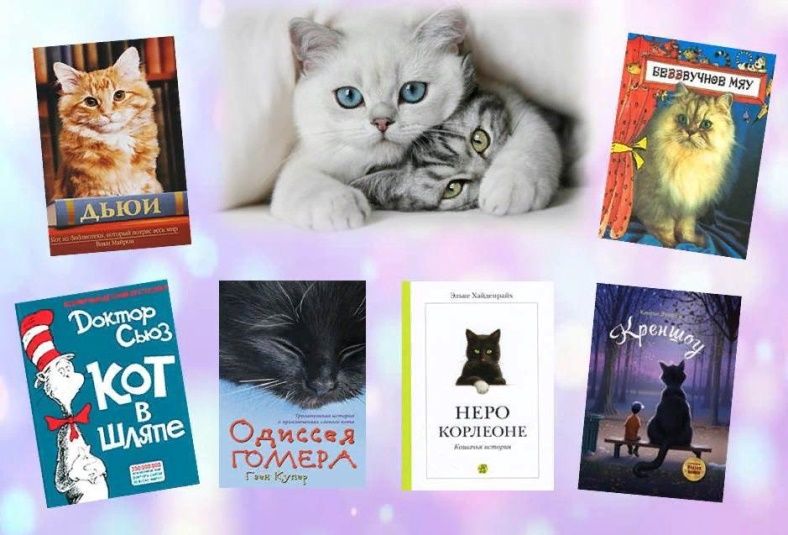 ДЬЮИ
Кот из библиотеки, который потряс весь мир
Вики Майрон
БЕЗЗВУЧНОЕ МЯУ
Доктор
Сьюз
КОТ
В
ШЛЯПЕ
Одиссея
ГОМЕРА
Гвен Купер
Эльке Хайденрайх
НЕРО
КОРЛЕОНЕ
Кошачья история
Креншоу